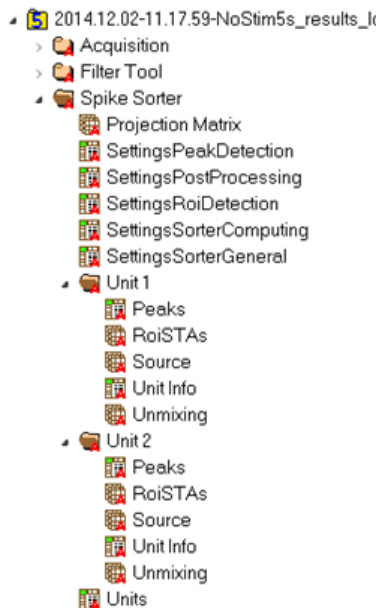 2014.12.02-11.17.59-NoStim5s_results_l
Acquisition
Filter Tool
Spike Sorter
Projection Matrix
SettingsPeakDetection
SettingsPostProcessing
SettingsRoiDetection
SettingsSorterComputing
SettingsSorterGeneral
Unit 1
Peaks
RoiSTAs
Source
Unit Info
Unmixing
Unit 2
Peaks
RoiSTAs
Source
Unit Info
Unmixing
Units